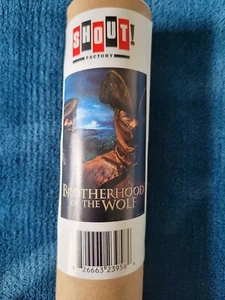 SHOUT!
FACTORY
BROTHERHOOD
OF THE WOLF
26663 23958